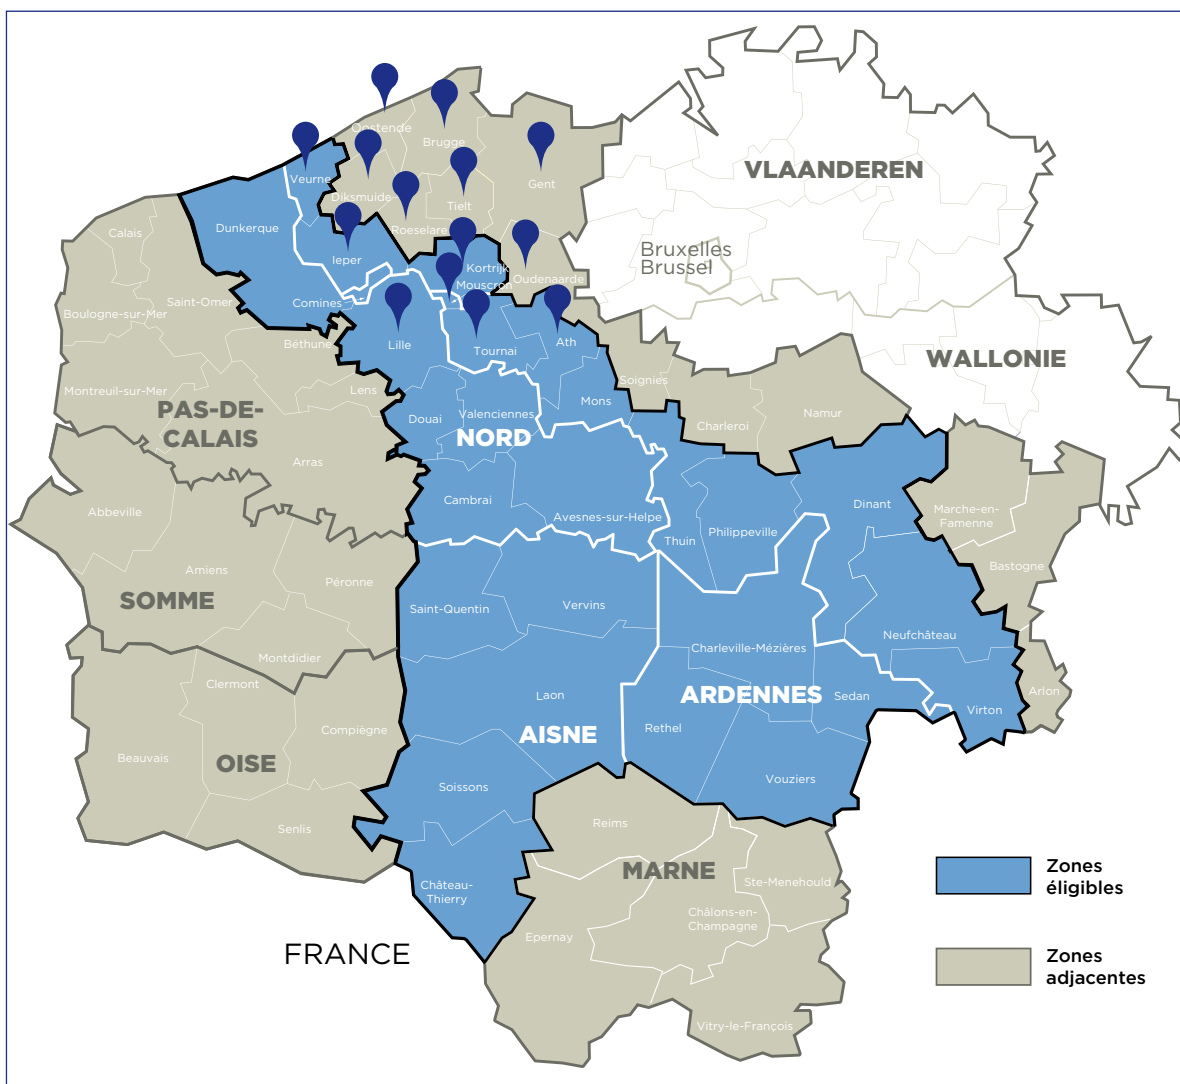 Oostende
Brugge
VLAANDEREN
Veurne
Diksmuide
Tielt
Gent
Calais
Dunkerque
Roeselare
Ieper
Bruxelles
Brussel
Kortrijk
Oudenaarde
Mouscron
Saint-Omer
Comines
Boulogne-sur-Mer
Béthune
Lille
Tournai
Ath
WALLONIE
Montreuil-sur-Mer
Lens
Soignies
PAS-DE-
CALAIS
Douai
Valenciennes
Mons
Charleroi
Namur
NORD
Arras
Cambrai
Abbeville
Avesnes-sur-Helpe
Thuin
Philippeville
Dinant
Marche-en-
Famenne
Bastogne
Amiens
Péronne
SOMME
Saint-Quentin
Vervins
Neufchâteau
Montdidier
Charleville-Mézières
Clermont
Laon
ARDENNES
Sedan
Arlon
Virton
Compiègne
Rethel
AISNE
Beauvais
OISE
Soissons
Vouziers
Senlis
Reims
MARNE
Ste-Menehould
Château-
Thierry
Châlons-en-
Champagne
Epernay
FRANCE
Vitry-le-François
Zones
éligibles
Zones
adjacentes